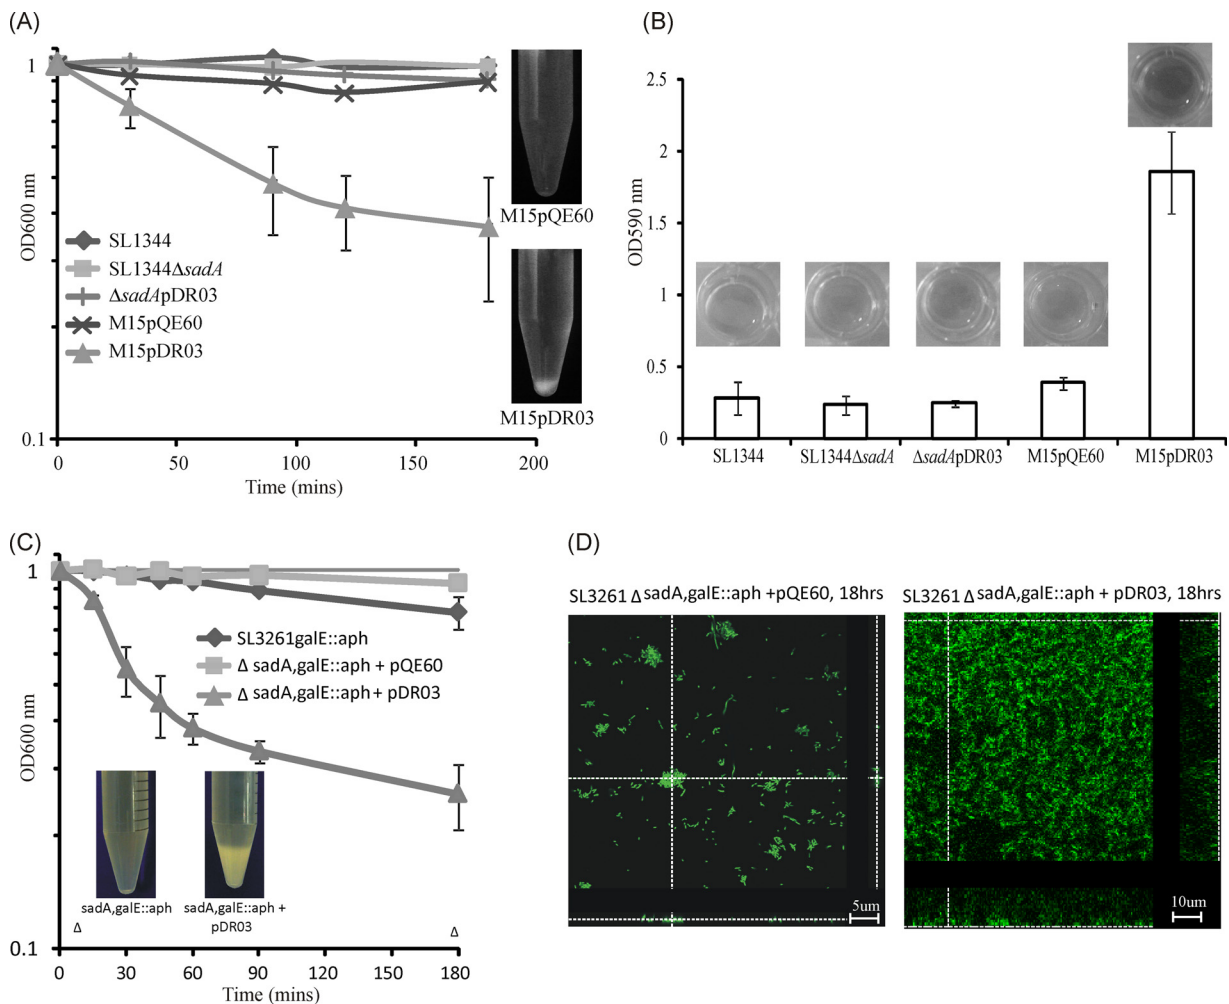 (A)
1
OD600 nm
0.1
SL1344
SL1344ΔsadA
ΔsadApDR03
M15pQE60
M15pDR03
0 50 100 150 200
Time (mins)
M15pQE60
M15pDR03
(B)
OD590 nm
2.5
2
1.5
1
0.5
0
SL1344 SL1344ΔsadA ΔsadApDR03 M15pQE60 M15pDR03
(C)
1
OD600 nm
0.1
SL3261galE::aph
Δ sadA,galE::aph + pQE60
Δ sadA,galE::aph + pDR03
sadA,galE::aph
sadA,galE::aph +
pDR03
Δ Δ
0 30 60 90 120 150 180
Time (mins)
(D)
SL3261 Δ sadA,galE::aph +pQE60, 18hrs
5um
SL3261 Δ sadA,galE::aph + pDR03, 18hrs
10um